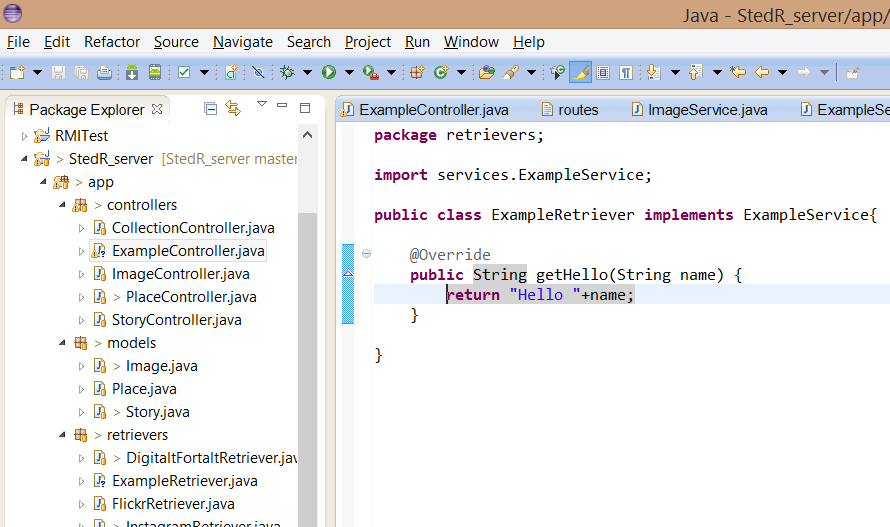 Java - StedR_server/app/
File Edit Refactor Source Navigate Search Project Run Window Help
Package Explorer
ExampleController.java routes ImageService.java ExampleSe
RMITest
> StedR_server [StedR_server master
> app
> controllers
CollectionController.java
ExampleController.java
ImageController.java
> PlaceController.java
StoryController.java
> models
> Image.java
Place.java
> Story.java
> retrievers
> DigitaltFortaltRetriever.jav
ExampleRetriever.java
FlickrRetriever.java
> InstagramRetriever.java
package retrievers;
import services.ExampleService;
public class ExampleRetriever implements ExampleService{
@Override
public String getHello(String name) {
return "Hello "+name;
}
}